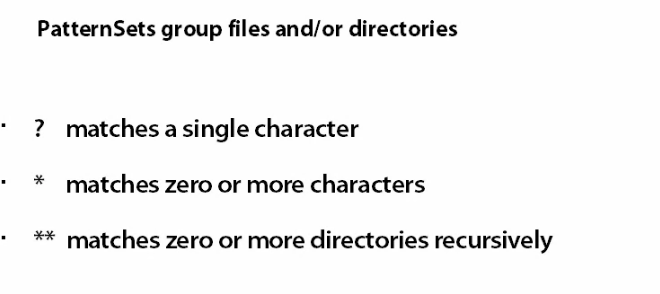 PatternSets group files and/or directories
· ? matches a single character
· * matches zero or more characters
· ** matches zero or more directories recursively